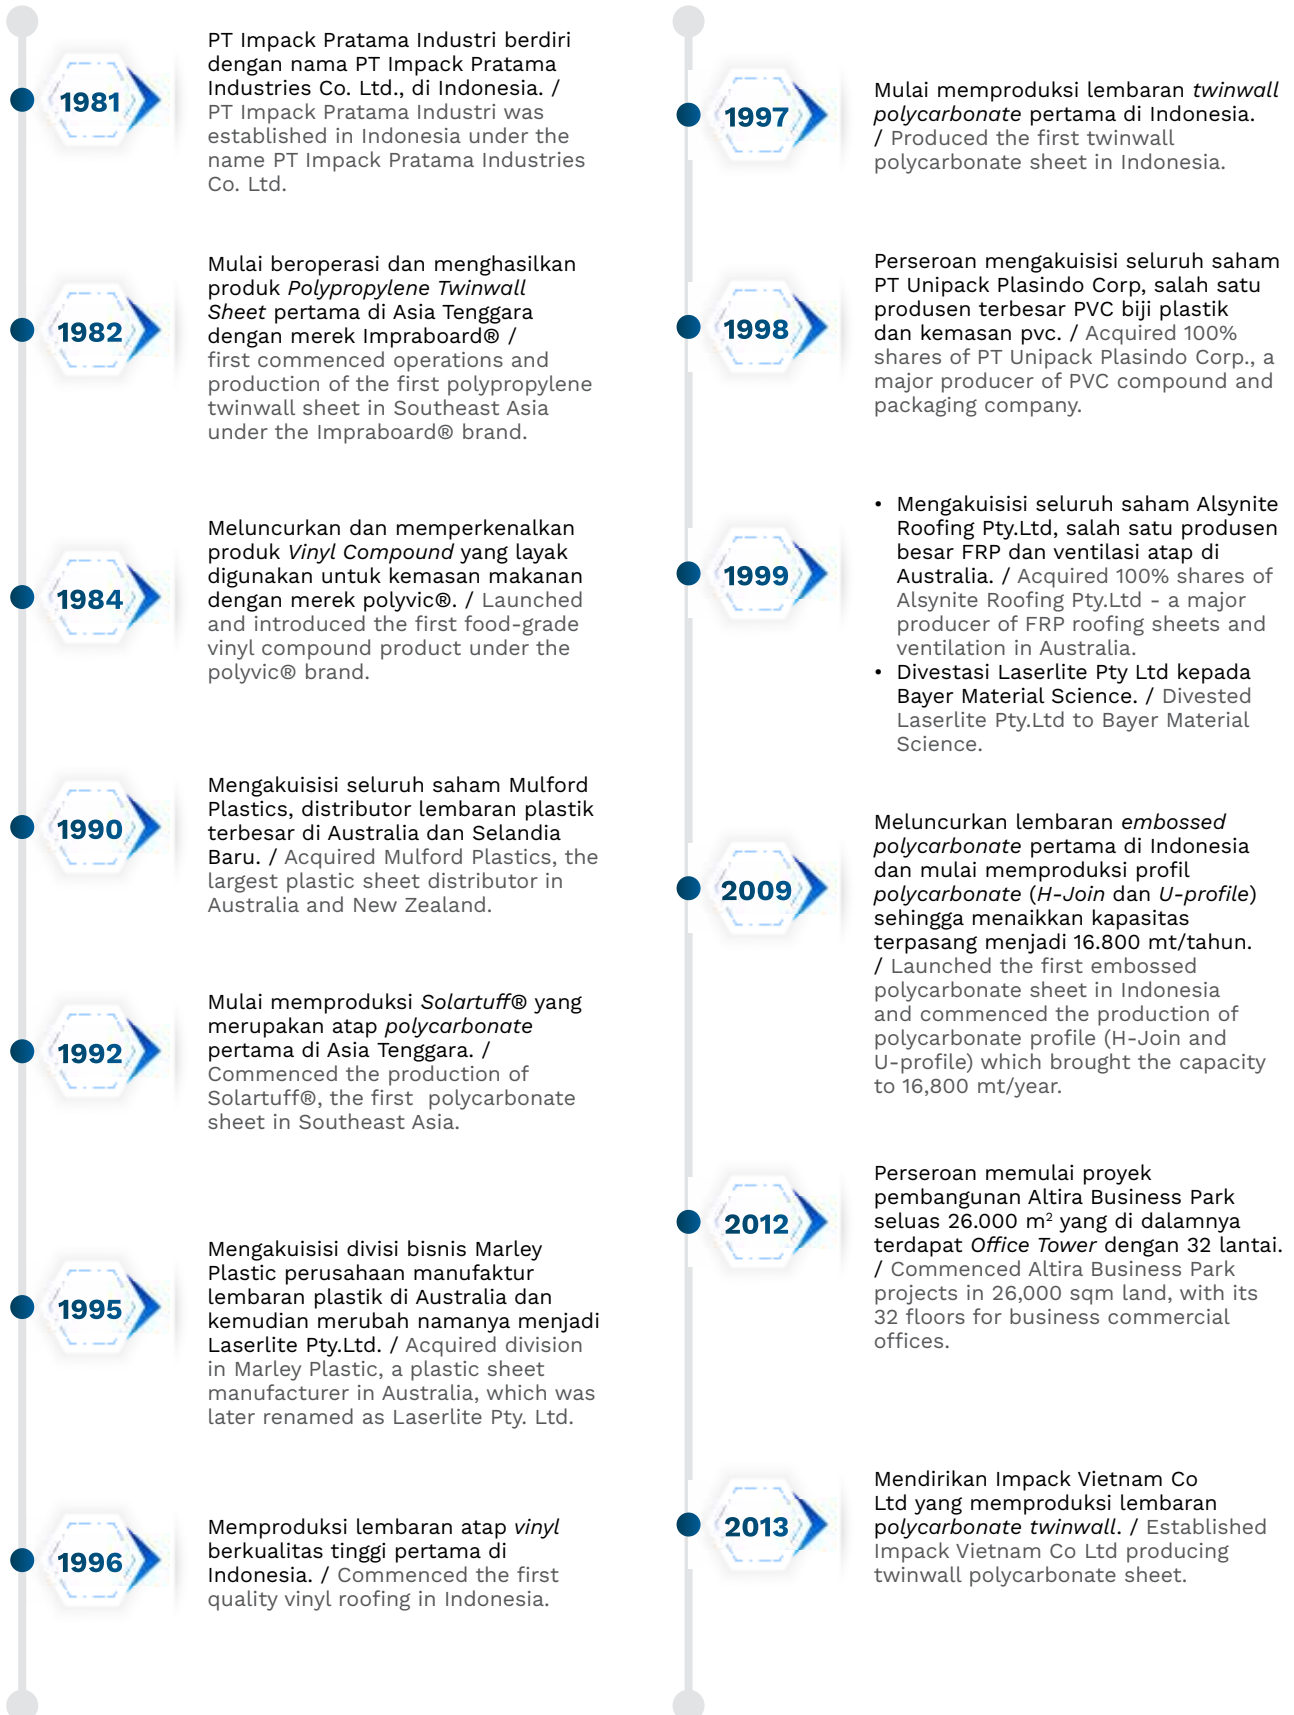 1981
PT Impack Pratama Industri berdiri
dengan nama PT Impack Pratama
Industries Co. Ltd., di Indonesia. /
PT Impack Pratama Industri was
established in Indonesia under the
name PT Impack Pratama Industries
Co. Ltd.
1982
Mulai beroperasi dan menghasilkan
produk Polypropylene Twinwall
Sheet pertama di Asia Tenggara
dengan merek Impraboard® /
first commenced operations and
production of the first polypropylene
twinwall sheet in Southeast Asia
under the Impraboard® brand.
1984
Meluncurkan dan memperkenalkan
produk Vinyl Compound yang layak
digunakan untuk kemasan makanan
dengan merek polyvic®. / Launched
and introduced the first food-grade
vinyl compound product under the
polyvic® brand.
1990
Mengakuisisi seluruh saham Mulford
Plastics, distributor lembaran plastik
terbesar di Australia dan Selandia
Baru. / Acquired Mulford Plastics, the
largest plastic sheet distributor in
Australia and New Zealand.
1992
Mulai memproduksi Solartuff® yang
merupakan atap polycarbonate
pertama di Asia Tenggara. /
Commenced the production of
Solartuff®, the first polycarbonate
sheet in Southeast Asia.
1995
Mengakuisisi divisi bisnis Marley
Plastic perusahaan manufaktur
lembaran plastik di Australia dan
kemudian merubah namanya menjadi
Laserlite Pty.Ltd. / Acquired division
in Marley Plastic, a plastic sheet
manufacturer in Australia, which was
later renamed as Laserlite Pty. Ltd.
1996
Memproduksi lembaran atap vinyl
berkualitas tinggi pertama di
Indonesia. / Commenced the first
quality vinyl roofing in Indonesia.
1997
Mulai memproduksi lembaran twinwall
polycarbonate pertama di Indonesia.
/ Produced the first twinwall
polycarbonate sheet in Indonesia.
1998
Perseroan mengakuisisi seluruh saham
PT Unipack Plasindo Corp, salah satu
produsen terbesar PVC biji plastik
dan kemasan pvc. / Acquired 100%
shares of PT Unipack Plasindo Corp., a
major producer of PVC compound and
packaging company.
1999
• Mengakuisisi seluruh saham Alsynite
Roofing Pty.Ltd, salah satu produsen
besar FRP dan ventilasi atap di
Australia. / Acquired 100% shares of
Alsynite Roofing Pty.Ltd - a major
producer of FRP roofing sheets and
ventilation in Australia.
• Divestasi Laserlite Pty Ltd kepada
Bayer Material Science. / Divested
Laserlite Pty.Ltd to Bayer Material
Science.
2009
Meluncurkan lembaran embossed
polycarbonate pertama di Indonesia
dan mulai memproduksi profil
polycarbonate (H-Join dan U-profile)
sehingga menaikkan kapasitas
terpasang menjadi 16.800 mt/tahun.
/ Launched the first embossed
polycarbonate sheet in Indonesia
and commenced the production of
polycarbonate profile (H-Join and
U-profile) which brought the capacity
to 16,800 mt/year.
2012
Perseroan memulai proyek
pembangunan Altira Business Park
seluas 26.000 m² yang di dalamnya
terdapat Office Tower dengan 32 lantai.
/ Commenced Altira Business Park
projects in 26,000 sqm land, with its
32 floors for business commercial
offices.
2013
Mendirikan Impack Vietnam Co
Ltd yang memproduksi lembaran
polycarbonate twinwall. / Established
Impack Vietnam Co Ltd producing
twinwall polycarbonate sheet.